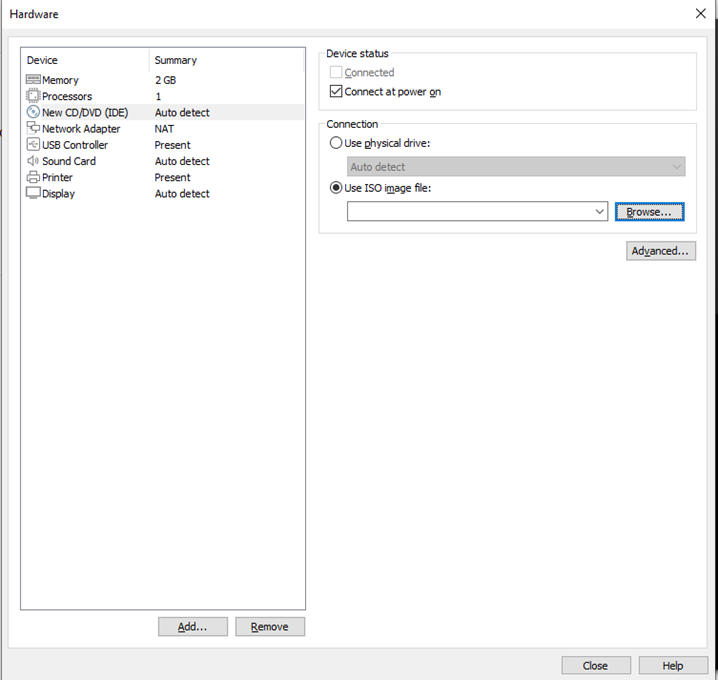 Hardware
Device Summary
Memory 2 GB
Processors 1
New CD/DVD (IDE) Auto detect
Network Adapter NAT
USB Controller Present
Sound Card Auto detect
Printer Present
Display Auto detect
Add...
Remove
Device status
Connected
Connect at power on
Connection
Use physical drive:
Auto detect
Use ISO image file:
Browse...
Advanced...
Close
Help